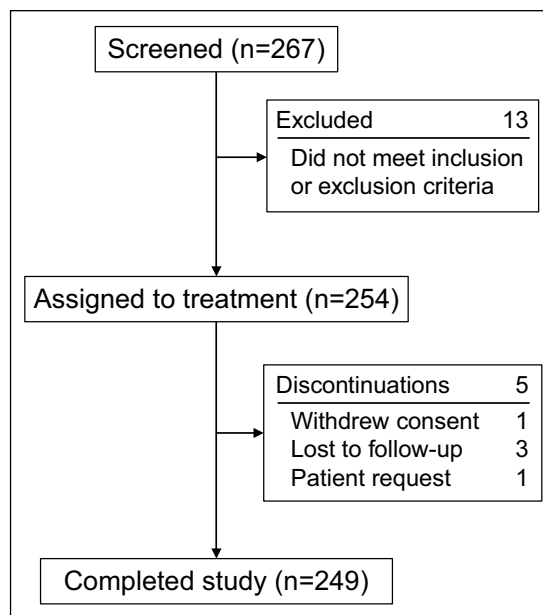 Screened (n=267)
Excluded 13
Did not meet inclusion
or exclusion criteria
Assigned to treatment (n=254)
Discontinuations 5
Withdrew consent 1
Lost to follow-up 3
Patient request 1
Completed study (n=249)